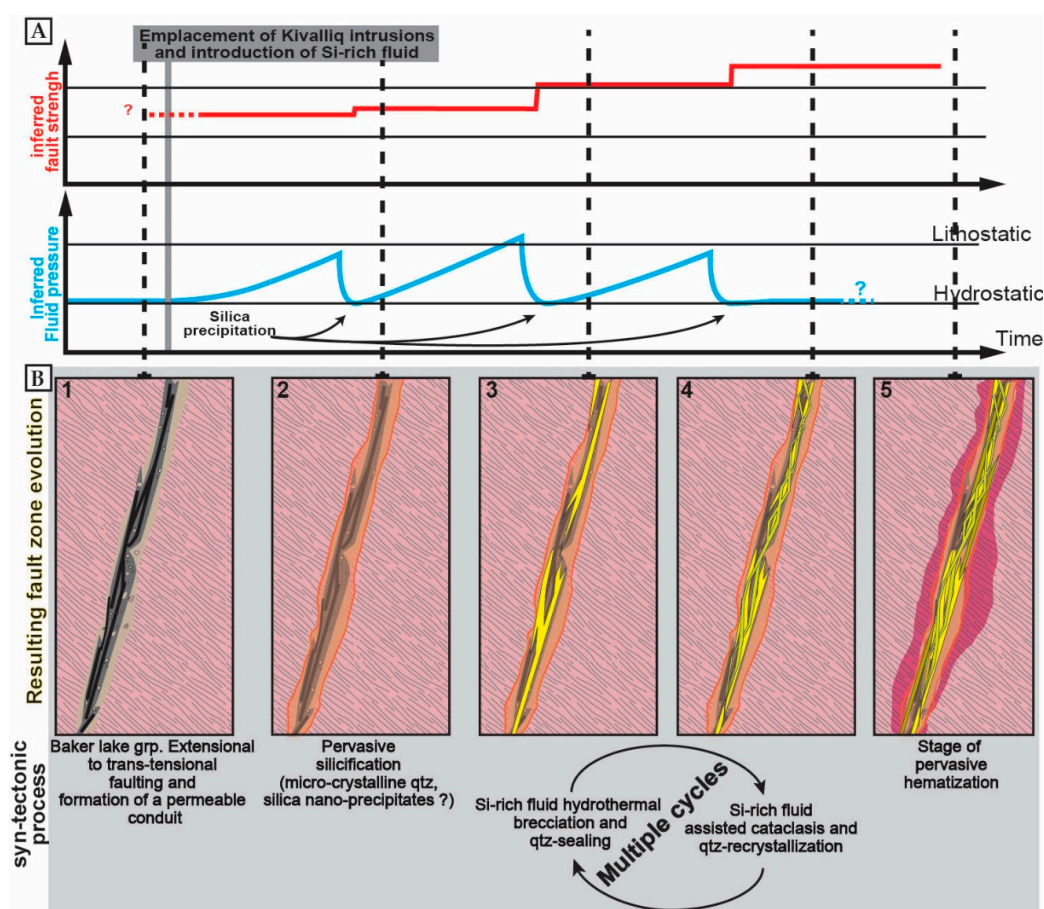 A
Emplacement of Kivalliq intrusions
and introduction of Si-rich fluid
inferred
fault strengh
?
Inferred
Fluid pressure
Lithostatic
Hydrostatic
?
Silica
precipitation
Time
B
Resulting fault zone evolution
1
2
3
4
5
syn-tectonic
process
Baker lake grp. Extensional
to trans-tensional
faulting and
formation of a permeable
conduit
Pervasive
silicification
(micro-crystalline qtz,
silica nano-precipitates ?)
Si-rich fluid hydrothermal
brecciation and
qtz-sealing
Multiple cycles
Si-rich fluid
assisted cataclasis and
qtz-recrystallization
Stage of
pervasive
hematization